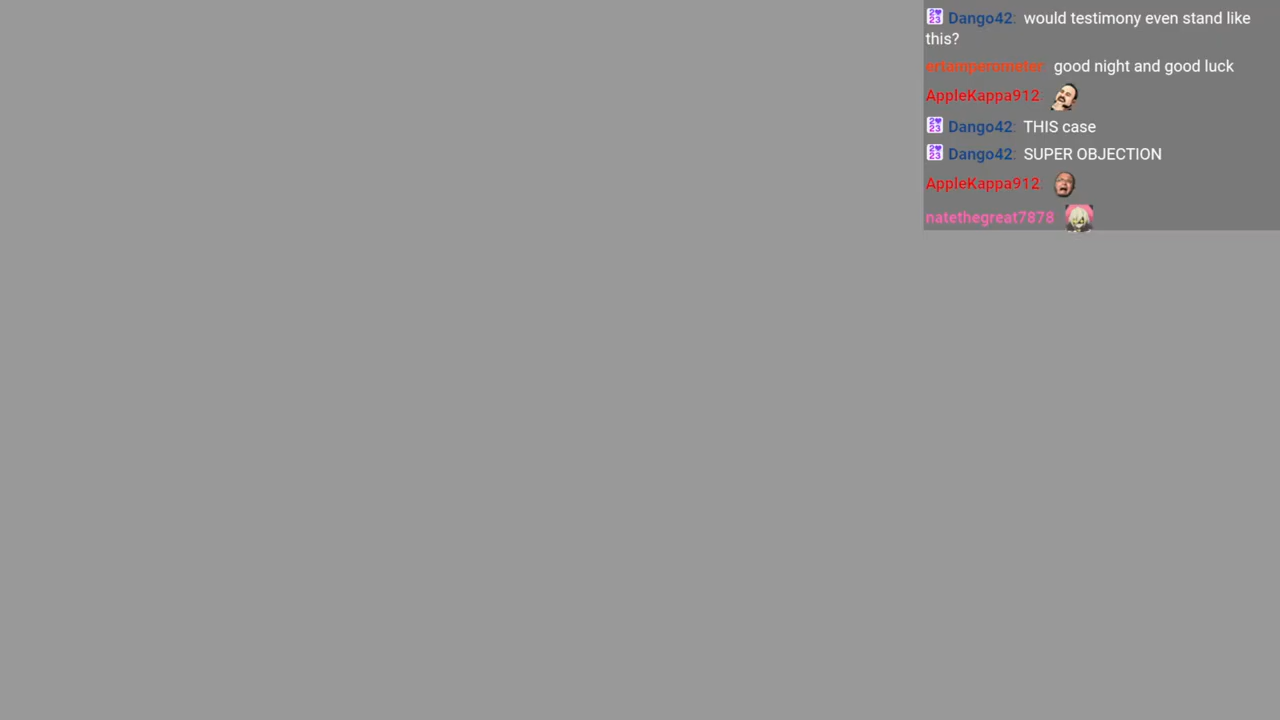 Dango42: would testimony even stand like
this?
ertamperometer good night and good luck
AppleKappa912:
Dango42: THIS case
Dango42: SUPER OBJECTION
AppleKappa912:
natethegreat7878